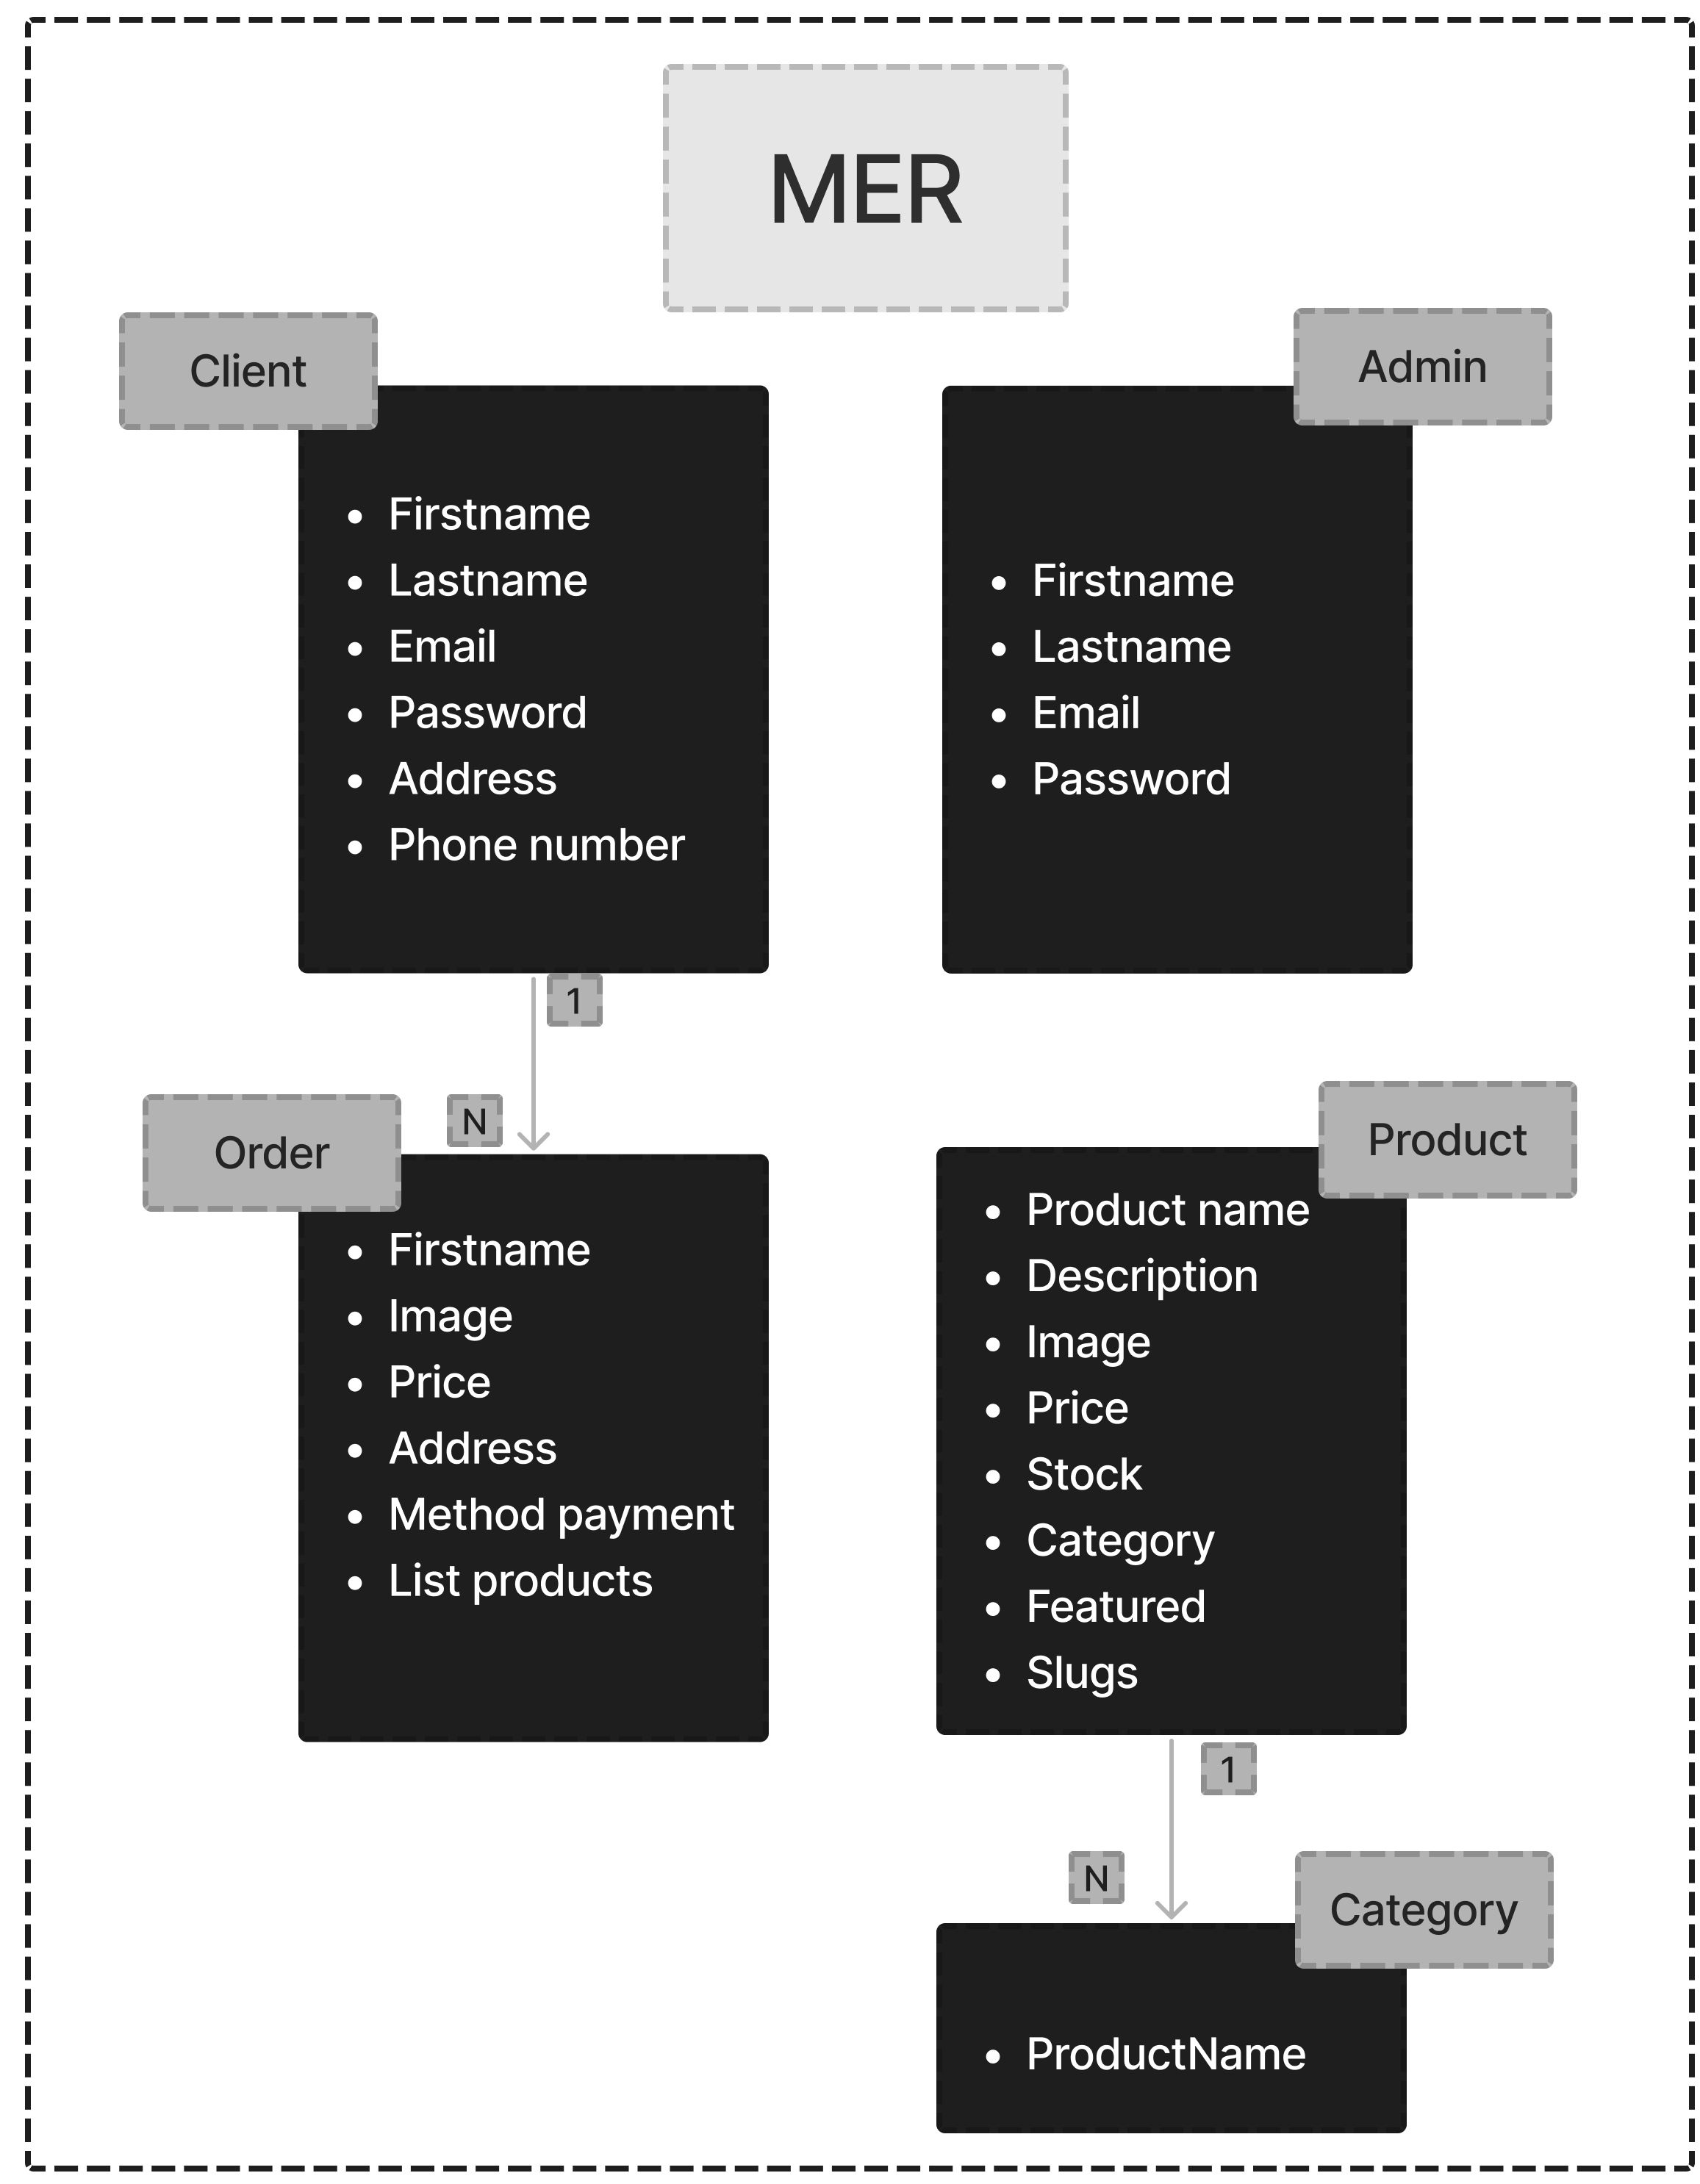 MER
Client
• Firstname
• Lastname
• Email
• Password
• Address
• Phone number
Admin
• Firstname
• Lastname
• Email
• Password
1
N
Order
• Firstname
• Image
• Price
• Address
• Method payment
• List products
Product
• Product name
• Description
• Image
• Price
• Stock
• Category
• Featured
• Slugs
1
N
Category
• ProductName